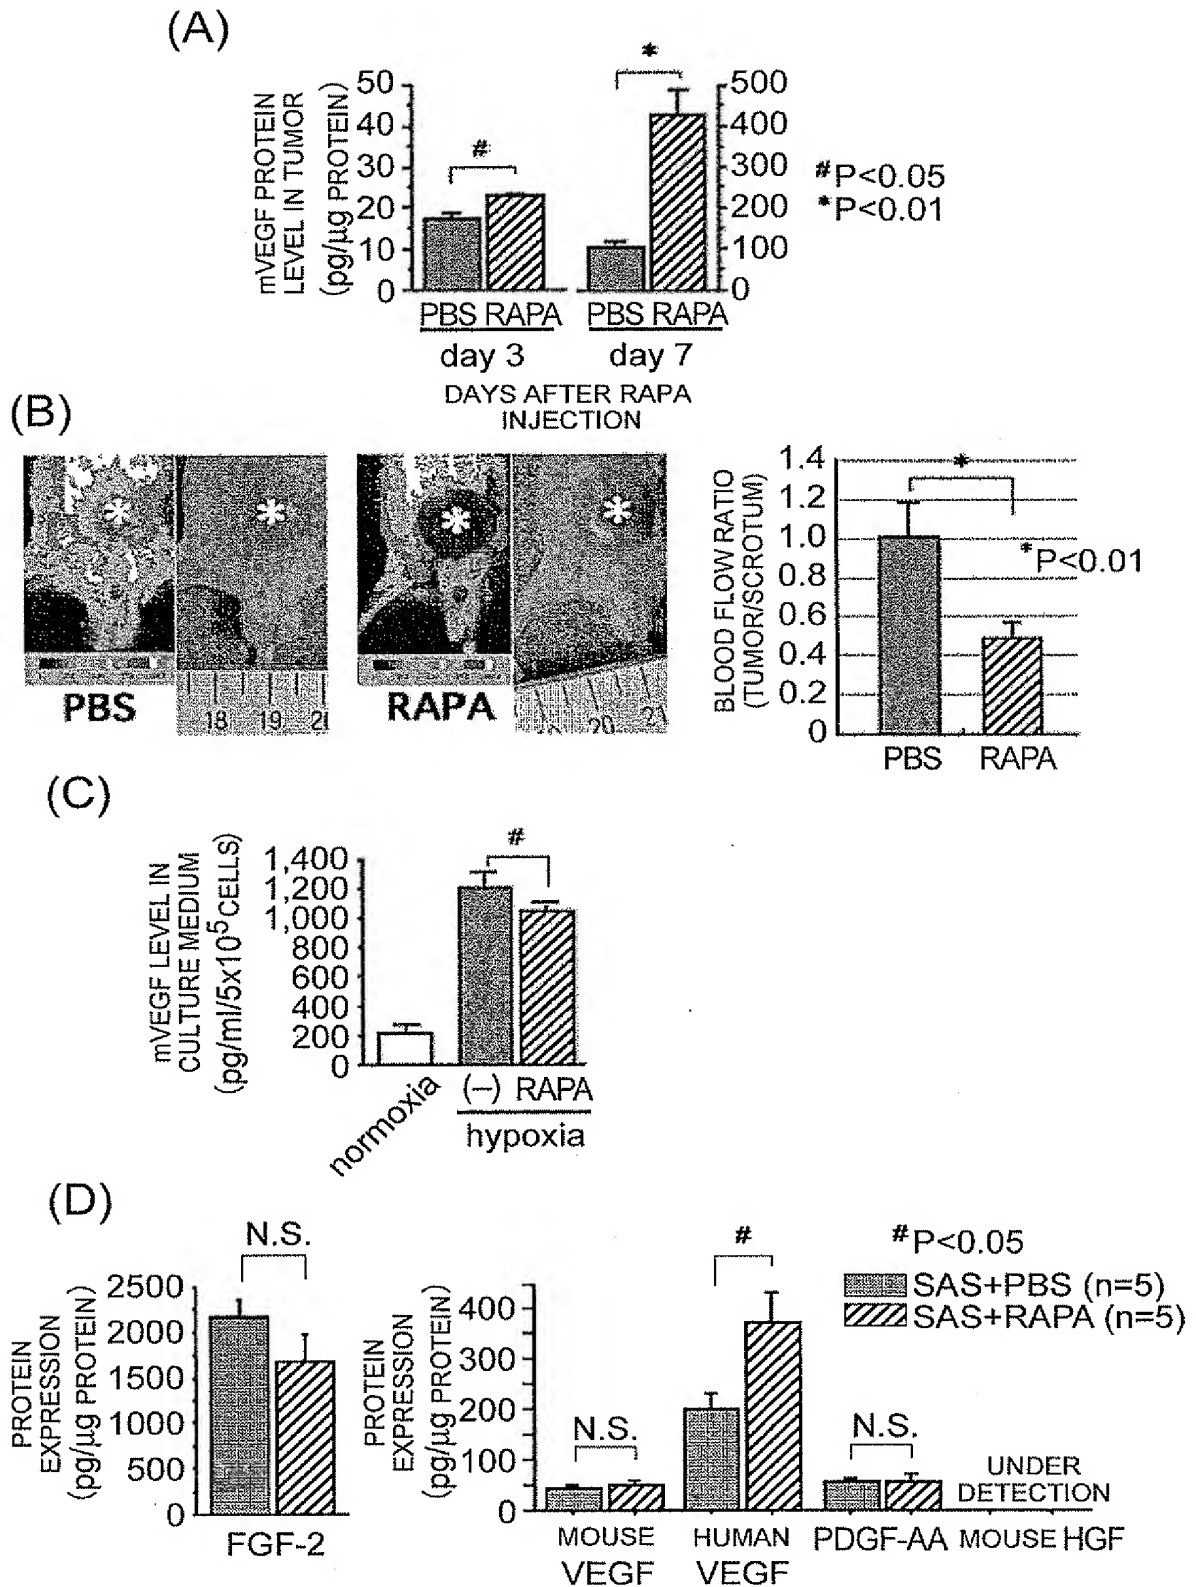 (A)
mVEGF PROTEIN
LEVEL IN TUMOR
(pg/µg PROTEIN)
50
40
30
20
10
0
#
*
500
400
300
200
100
0
#P<0.05
*P<0.01
PBS RAPA
PBS RAPA
day 3
day 7
DAYS AFTER RAPA
INJECTION
(B)
*
*
*
*
PBS
18 19
RAPA
20 21
BLOOD FLOW RATIO
(TUMOR/SCROTUM)
1.4
1.2
1.0
0.8
0.6
0.4
0.2
0
*
*P<0.01
PBS
RAPA
(C)
mVEGF LEVEL IN
CULTURE MEDIUM
(pg/ml/5x10⁵CELLS)
1,400
1,200
1,000
800
600
400
200
0
#
normoxia
(−) RAPA
hypoxia
(D)
PROTEIN
EXPRESSION
(pg/µg PROTEIN)
2500
2000
1500
1000
500
0
N.S.
FGF-2
PROTEIN
EXPRESSION
(pg/µg PROTEIN)
400
300
200
100
0
N.S.
#
N.S.
UNDER
DETECTION
#P<0.05
SAS+PBS (n=5)
SAS+RAPA (n=5)
MOUSE
VEGF
HUMAN
VEGF
PDGF-AA
MOUSE HGF